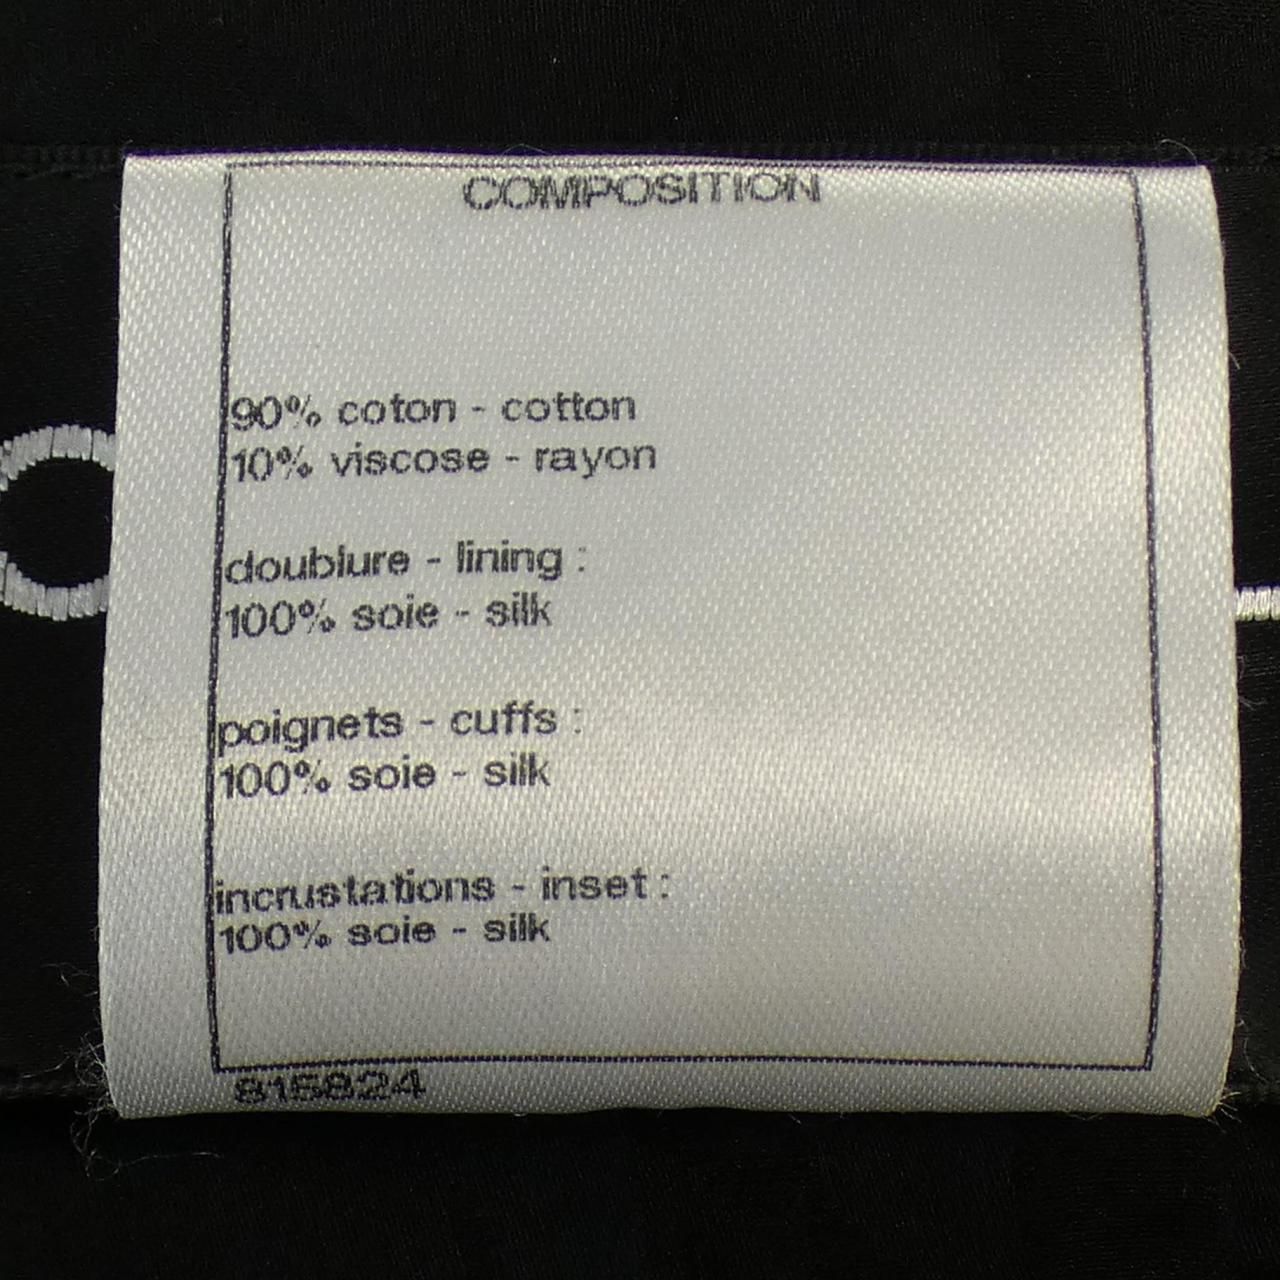 COMPOSITION
90% coton - cotton
10% viscose - rayon
doublure - lining :
100% soie - silk
poignets - cuffs :
100% soie - silk
incrustations - inset :
100% soie - silk
815824